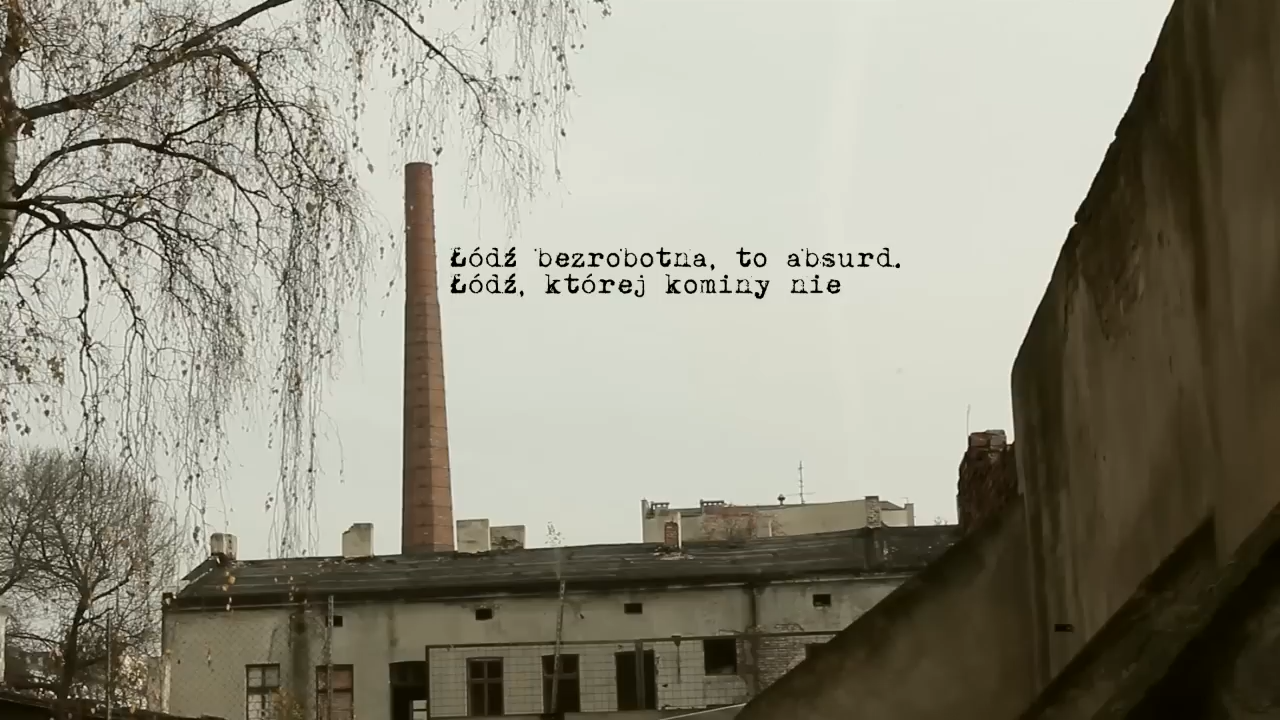 Łódź bezrobotna, to absurd.
Łódź, której kominy nie